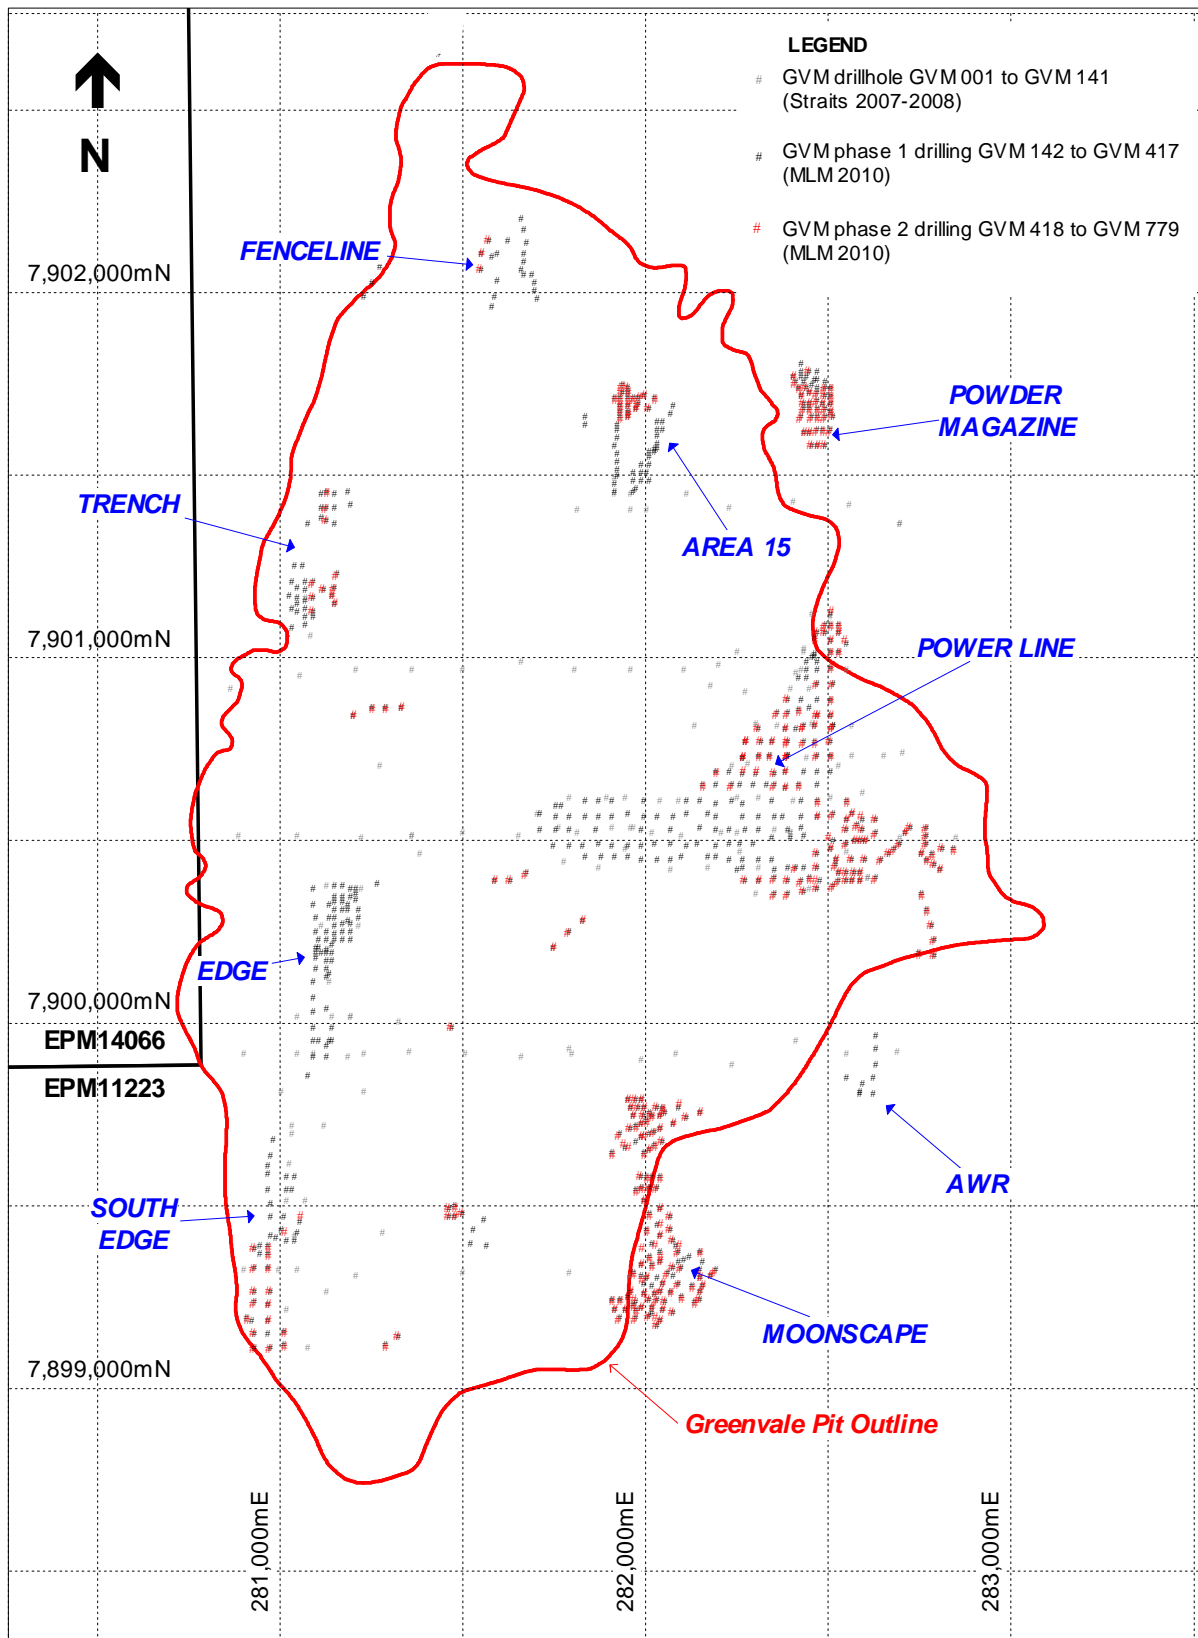 LEGEND
# GVM drillhole GVM 001 to GVM 141
(Straits 2007-2008)
# GVM phase 1 drilling GVM 142 to GVM 417
(MLM 2010)
# GVM phase 2 drilling GVM 418 to GVM 779
(MLM 2010)
N
FENCELINE
7,902,000mN
POWDER
MAGAZINE
TRENCH
AREA 15
7,901,000mN
POWER LINE
EDGE
7,900,000mN
EPM14066
EPM11223
AWR
SOUTH
EDGE
MOONSCAPE
7,899,000mN
Greenvale Pit Outline
281,000mE
282,000mE
283,000mE